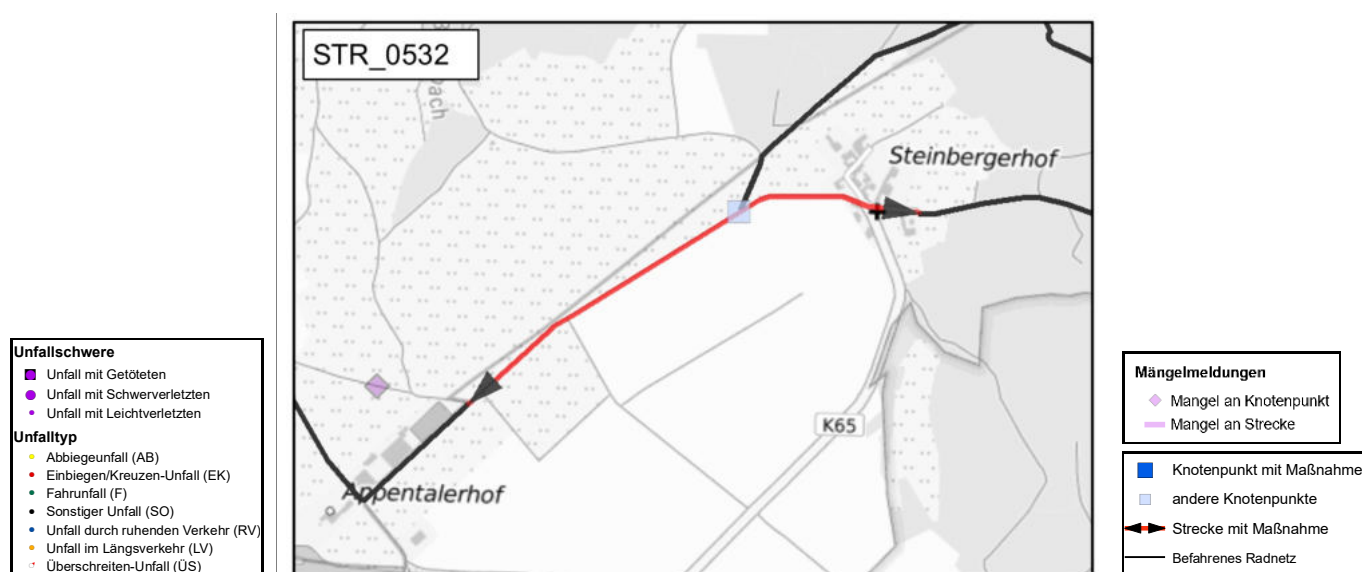 STR_0532
bach
Steinbergerhof
K65
Appentalerhof
Unfallschwere
Unfall mit Getöteten
Unfall mit Schwerverletzten
Unfall mit Leichtverletzten
Unfalltyp
Abbiegeunfall (AB)
Einbiegen/Kreuzen-Unfall (EK)
Fahrunfall (F)
Sonstiger Unfall (SO)
Unfall durch ruhenden Verkehr (RV)
Unfall im Längsverkehr (LV)
Überschreiten-Unfall (ÜS)
Mängelmeldungen
Mangel an Knotenpunkt
Mangel an Strecke
Knotenpunkt mit Maßnahme
andere Knotenpunkte
Strecke mit Maßnahme
Befahrenes Radnetz